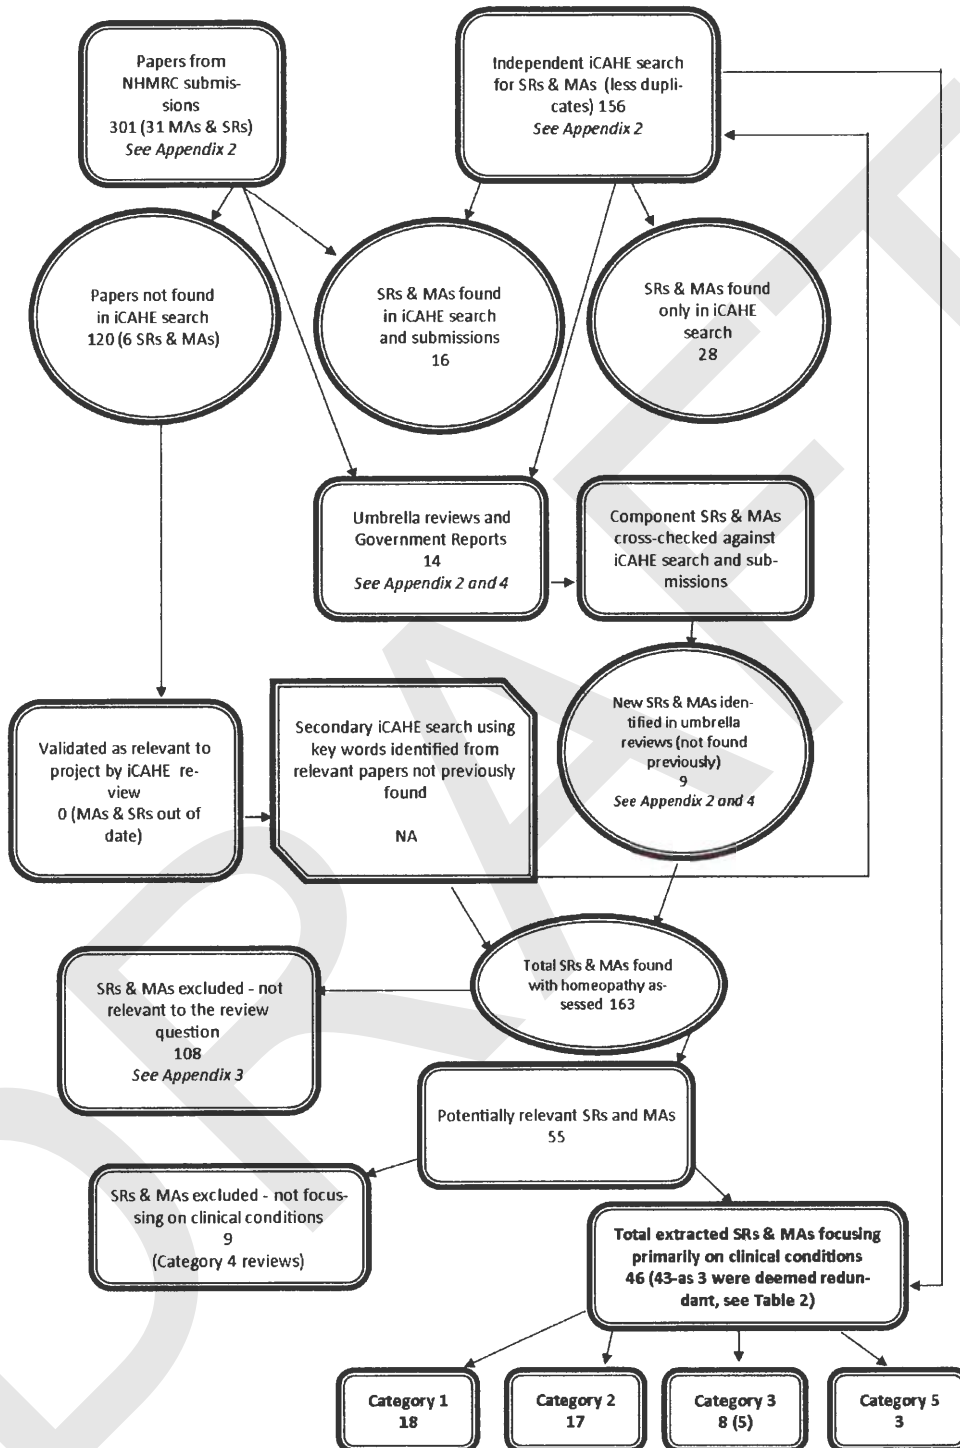 Papers from
NHMRC submis-
sions
301 (31 MAs & SRs)
See Appendix 2
Independent iCAHE search
for SRs & MAs (less dupli-
cates) 156
See Appendix 2
Papers not found
in iCAHE search
120 (6 SRs & MAs)
SRs & MAs found
in iCAHE search
and submissions
16
SRs & MAs found
only in iCAHE
search
28
Umbrella reviews and
Government Reports
14
See Appendix 2 and 4
Component SRs & MAs
cross-checked against
iCAHE search and sub-
missions
New SRs & MAs iden-
tified in umbrella
reviews (not found
previously)
9
See Appendix 2 and 4
Validated as relevant to
project by iCAHE re-
view
0 (MAs & SRs out of
date)
Secondary iCAHE search using
key words identified from
relevant papers not previously
found
NA
Total SRs & MAs found
with homeopathy as-
sessed 163
SRs & MAs excluded - not
relevant to the review
question
108
See Appendix 3
Potentially relevant SRs and MAs
55
SRs & MAs excluded - not focus-
sing on clinical conditions
9
(Category 4 reviews)
Total extracted SRs & MAs focusing
primarily on clinical conditions
46 (43-as 3 were deemed redun-
dant, see Table 2)
Category 1
18
Category 2
17
Category 3
8 (5)
Category 5
3
DRAFT